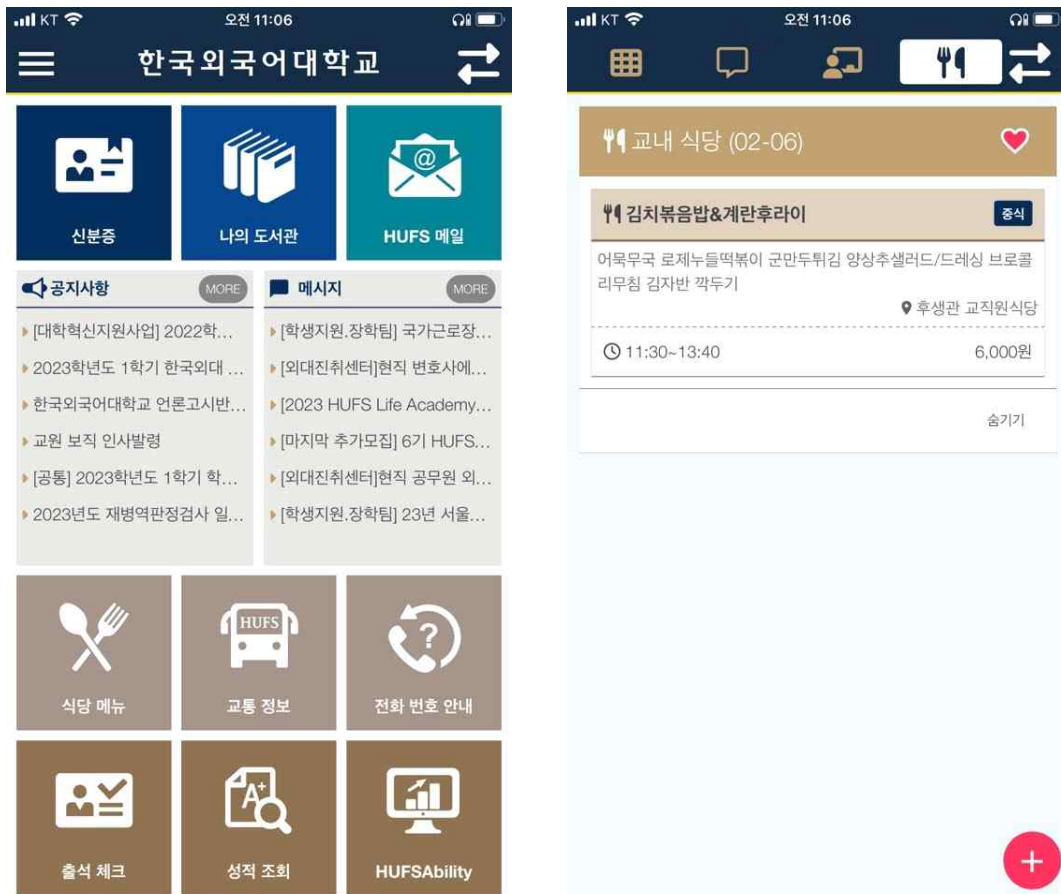 KT 오전 11:06
한국외국어대학교
신분증
나의 도서관
@
HUFS 메일
공지사항 MORE
[대학혁신지원사업] 2022학...
2023학년도 1학기 한국외대 ...
한국외국어대학교 언론고시반...
교원 보직 인사발령
[공통] 2023학년도 1학기 학...
2023년도 재병역판정검사 일...
메시지 MORE
[학생지원.장학팀] 국가근로장...
[외대진취센터]현직 변호사에...
[2023 HUFS Life Academy...
[마지막 추가모집] 6기 HUFS...
[외대진취센터]현직 공무원 외...
[학생지원.장학팀] 23년 서울...
식당 메뉴
HUFS
교통 정보
?
전화 번호 안내
출석 체크
A+
성적 조회
HUFSAbility
KT 오전 11:06
교내 식당 (02-06)
김치볶음밥&계란후라이 중식
어묵무국 로제누들떡볶이 군만두튀김 양상추샐러드/드레싱 브로콜
리무침 김자반 깍두기
후생관 교직원식당
11:30~13:40 6,000원
숨기기
+